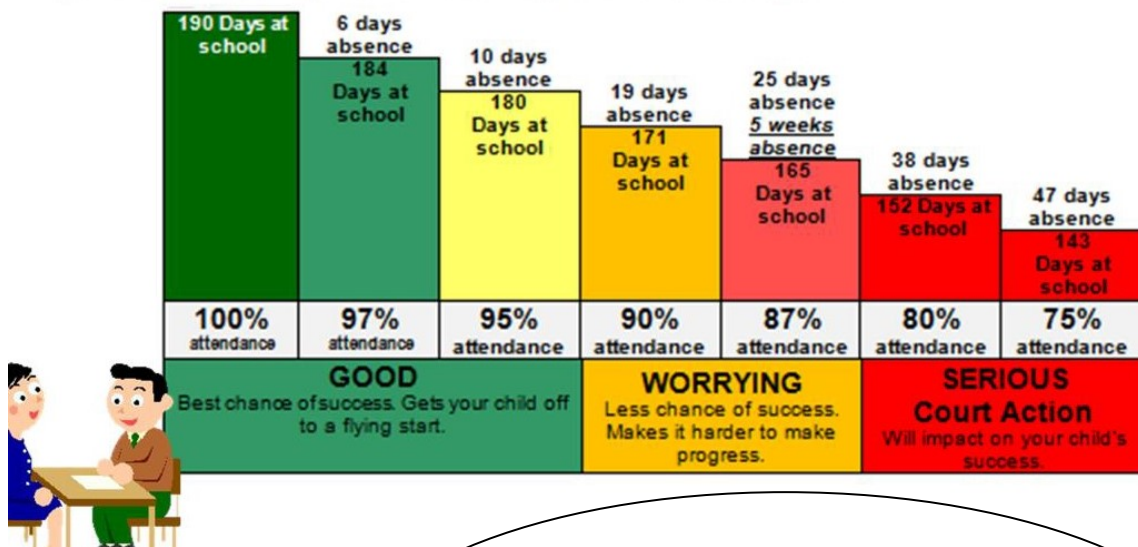 190 Days at
school
6 days
absence
184
Days at
school
10 days
absence
180
Days at
school
19 days
absence
171
Days at
school
25 days
absence
5 weeks
absence
165
Days at
school
38 days
absence
152 Days at
school
47 days
absence
143
Days at
school
100%
attendance
97%
attendance
95%
attendance
90%
attendance
87%
attendance
80%
attendance
75%
attendance
GOOD
Best chance of success. Gets your child off
to a flying start.
WORRYING
Less chance of success.
Makes it harder to make
progress.
SERIOUS
Court Action
Will impact on your child's
success.